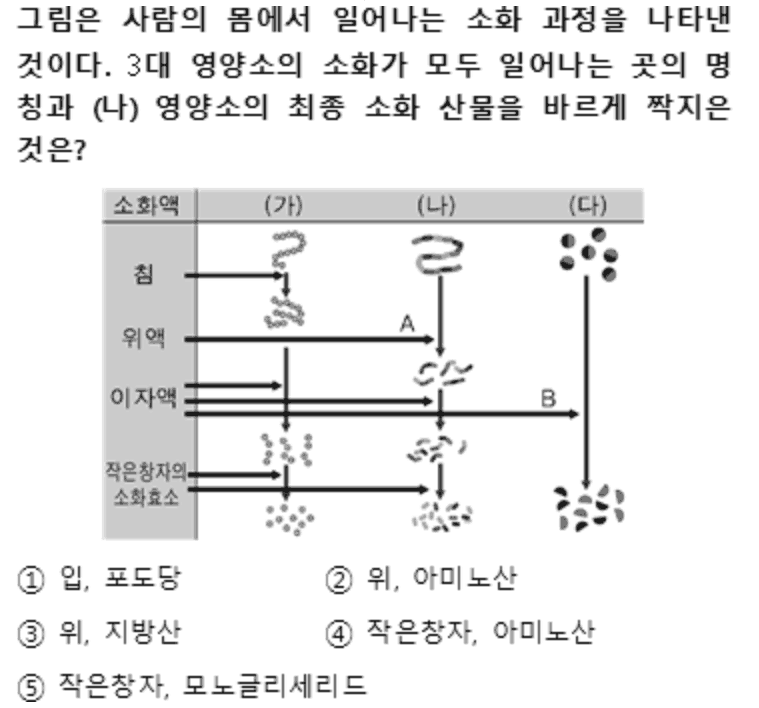 그림은 사람의 몸에서 일어나는 소화 과정을 나타낸
것이다. 3대 영양소의 소화가 모두 일어나는 곳의 명
칭과 (나) 영양소의 최종 소화 산물을 바르게 짝지은
것은?
소화액 (가) (나) (다)
침
위액 A
이자액 B
작은창자의
소화효소
① 입, 포도당 ② 위, 아미노산
③ 위, 지방산 ④ 작은창자, 아미노산
⑤ 작은창자, 모노글리세리드